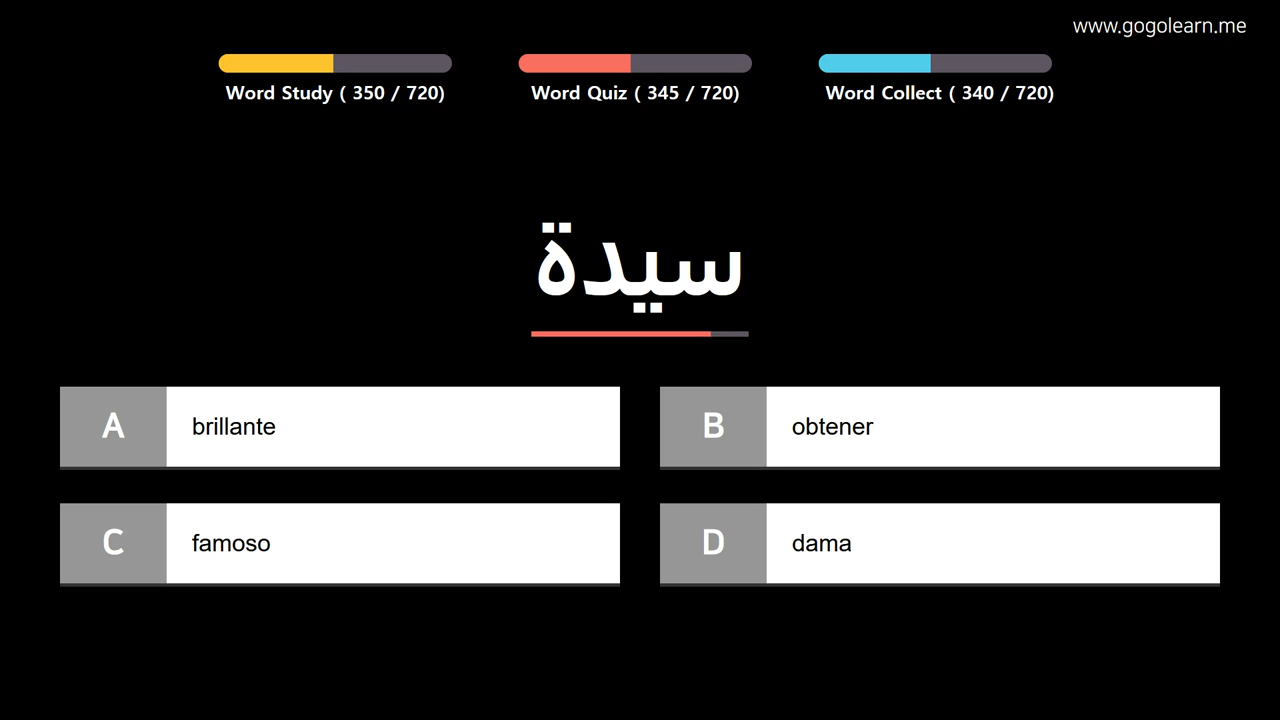 www.gogolearn.me
Word Study ( 350 / 720)
Word Quiz ( 345 / 720)
Word Collect ( 340 / 720)
سيدة
A brillante
B obtener
C famoso
D dama